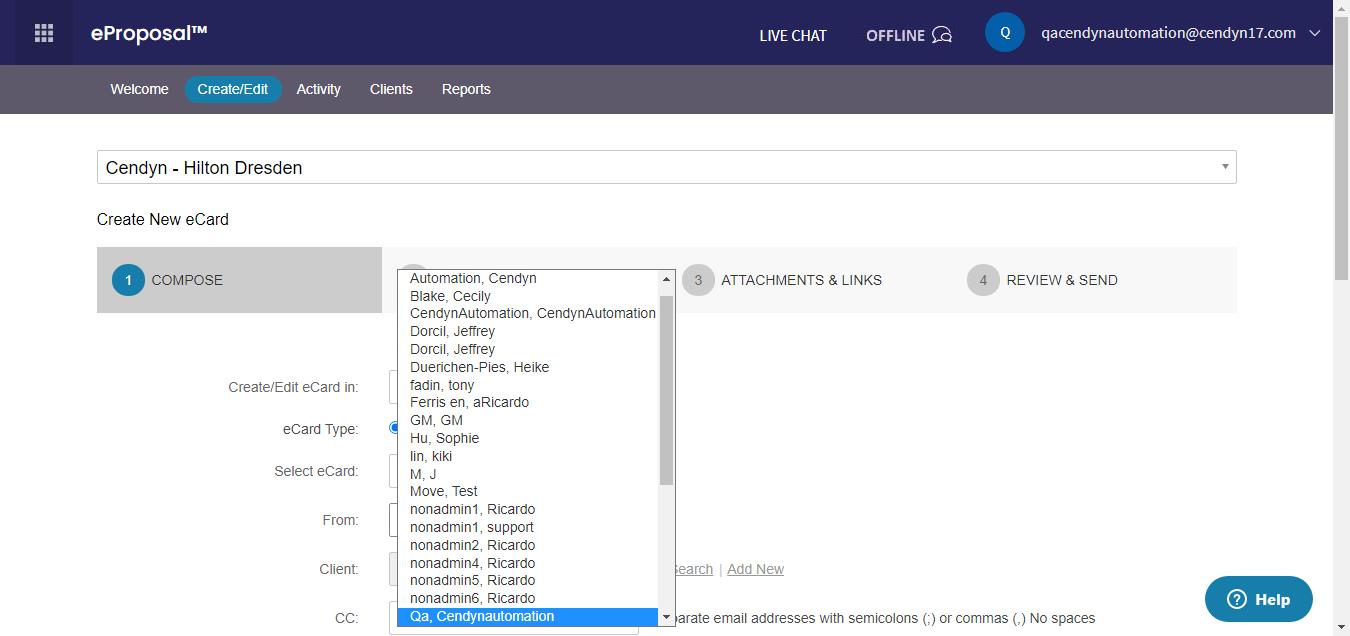 eProposal™
LIVE CHAT
OFFLINE
Q
qacendynautomation@cendyn17.com
Welcome
Create/Edit
Activity
Clients
Reports
Cendyn - Hilton Dresden
Create New eCard
1 COMPOSE
3 ATTACHMENTS & LINKS
4 REVIEW & SEND
Automation, Cendyn
Blake, Cecily
CendynAutomation, CendynAutomation
Dorcil, Jeffrey
Dorcil, Jeffrey
Duerichen-Pies, Heike
fadin, tony
Ferris en, aRicardo
GM, GM
Hu, Sophie
lin, kiki
M, J
Move, Test
nonadmin1, Ricardo
nonadmin1, support
nonadmin2, Ricardo
nonadmin4, Ricardo
nonadmin5, Ricardo
nonadmin6, Ricardo
Qa, Cendynautomation
Create/Edit eCard in:
eCard Type:
Select eCard:
From:
Client:
Search | Add New
CC:
parate email addresses with semicolons (;) or commas (,) No spaces
? Help